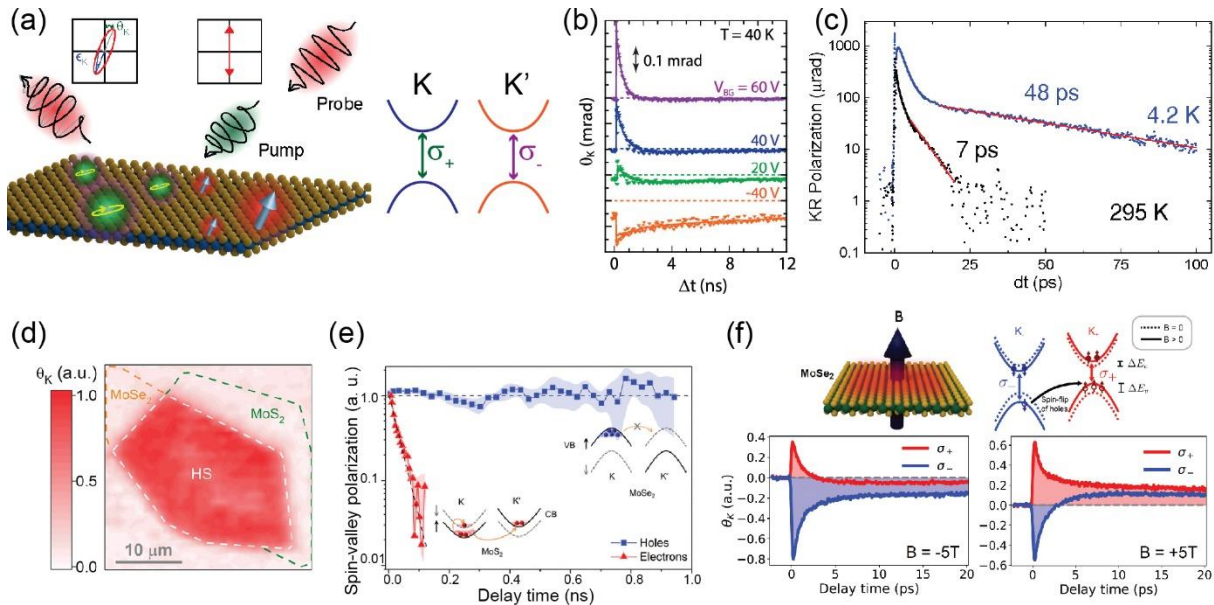 (a)
θK
ϵK
Probe
Pump
K
K'
σ+
σ-
(b)
T = 40 K
0.1 mrad
VBG = 60 V
40 V
20 V
-40 V
θK (mrad)
0 4 8 12
Δt (ns)
(c)
KR Polarization (μrad)
1000
100
10
1
0.1
48 ps
4.2 K
7 ps
295 K
0 25 50 75 100
dt (ps)
(d)
θK (a.u.)
1.0
0.5
0.0
MoSe2
MoS2
HS
10 μm
(e)
Spin-valley polarization (a. u.)
1.0
0.1
0.01
VB
K K'
MoSe2
K K'
CB
MoS2
Holes
Electrons
0.0 0.2 0.4 0.6 0.8 1.0
Delay time (ns)
(f)
B
MoSe2
K
K-
B = 0
B > 0
σ-
σ+
ΔEc
ΔEv
Spin-flip
of holes
θK (a.u.)
0.4
0.2
0.0
-0.2
-0.4
-0.6
-0.8
σ+
σ-
B = -5T
0 5 10 15 20
Delay time (ps)
0.6
0.4
0.2
0.0
-0.2
-0.4
-0.6
σ+
σ-
B = +5T
0 5 10 15 20
Delay time (ps)